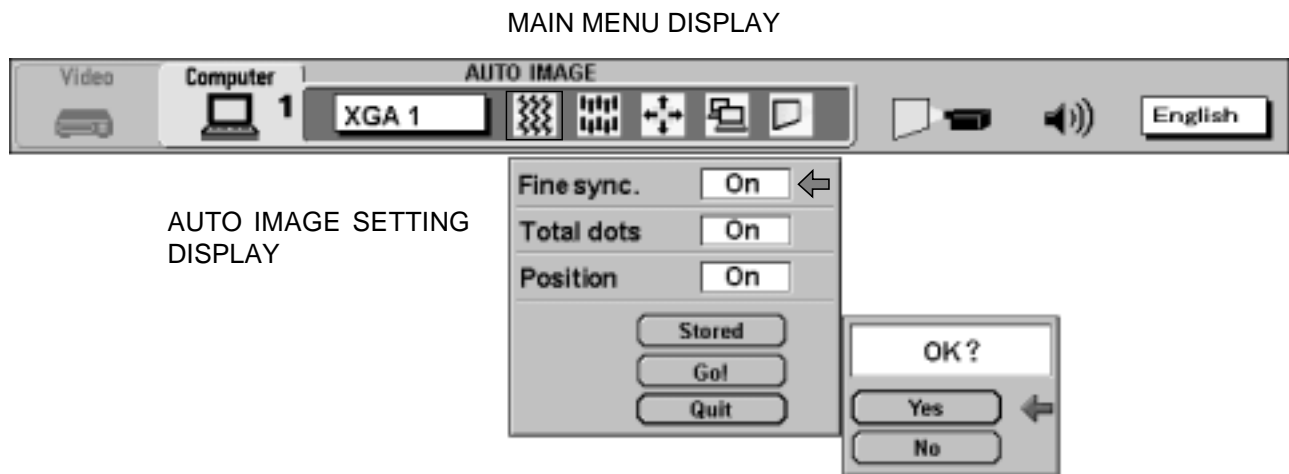 MAIN MENU DISPLAY
Video
Computer
AUTO IMAGE
1
XGA 1
English
AUTO IMAGE SETTING
DISPLAY
Fine sync. On
Total dots On
Position On
Stored
Go!
Quit
OK?
Yes
No